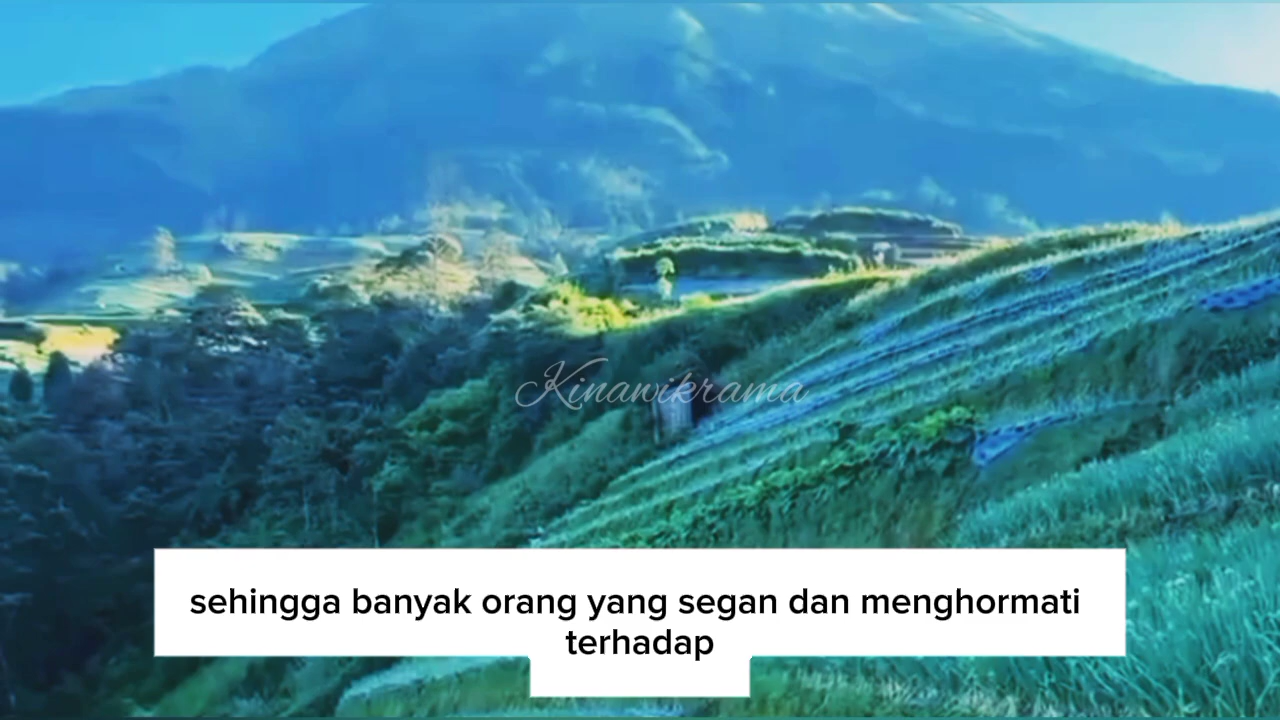 Kinawikrama
sehingga banyak orang yang segan dan menghormati
terhadap